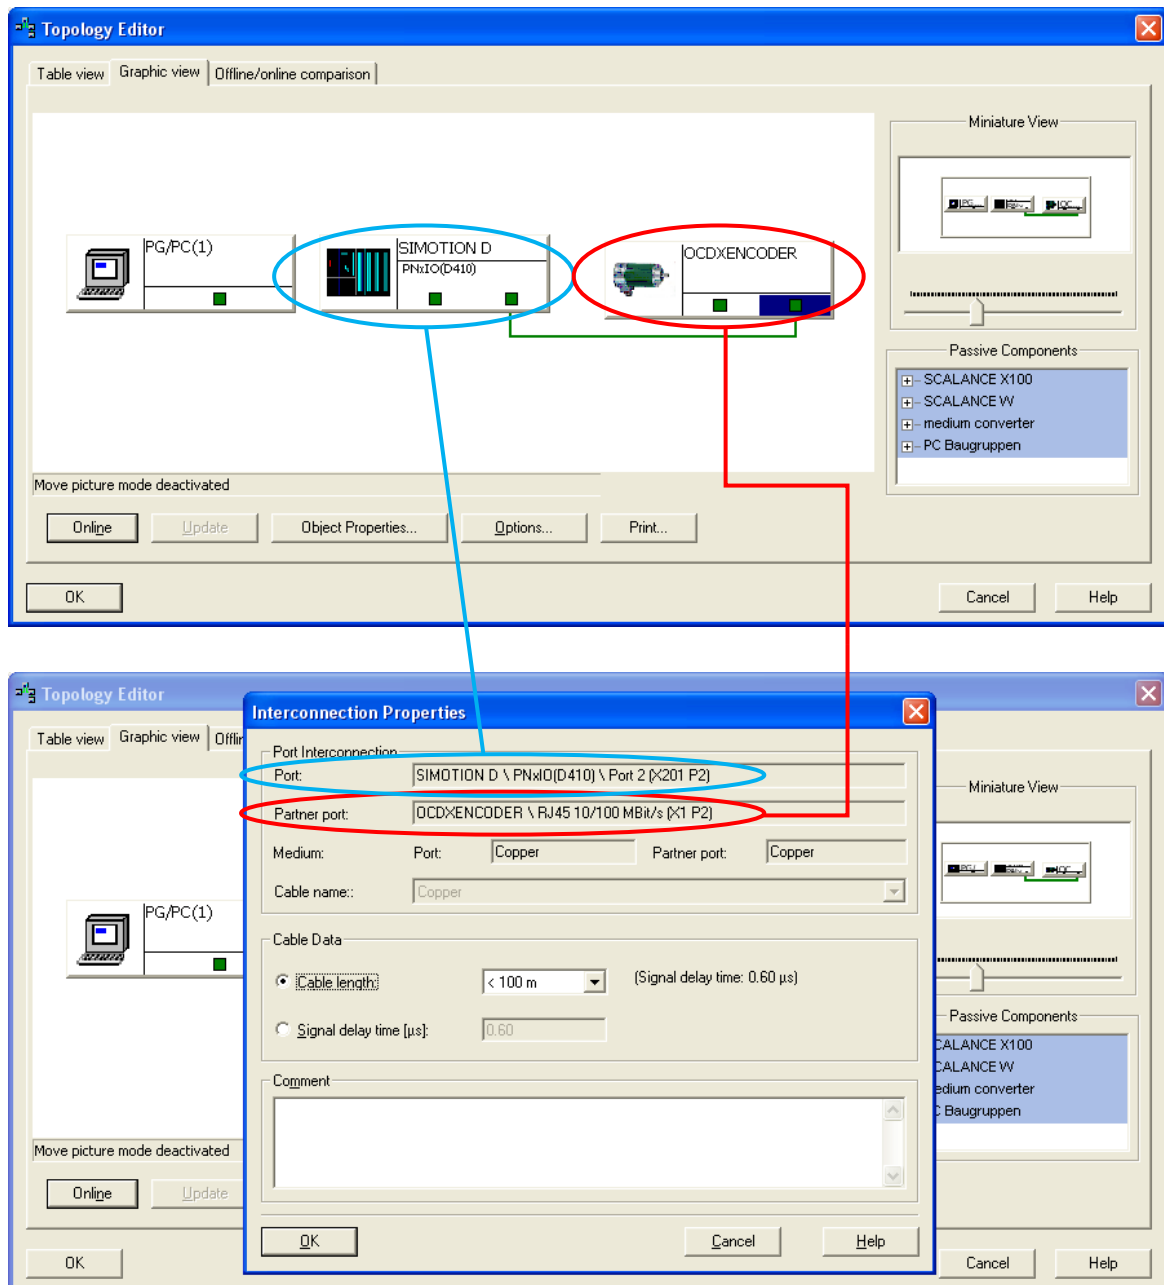 Topology Editor
Table view Graphic view Offline/online comparison
Miniature View
PG/PC(1)
SIMOTION D
PNxIO(D410)
OCDXENCODER
Passive Components
SCALANCE X100
SCALANCE W
medium converter
PC Baugruppen
Move picture mode deactivated
Online Update Object Properties... Options... Print...
OK Cancel Help
Topology Editor
Table view Graphic view Offlin
Interconnection Properties
Port Interconnection
Port: SIMOTION D \ PNxIO(D410) \ Port 2 (X201 P2)
Partner port: OCDXENCODER \ RJ45 10/100 MBit/s (X1 P2)
Medium: Port: Copper Partner port: Copper
Cable name:: Copper
Cable Data
Cable length: < 100 m (Signal delay time: 0.60 µs)
Signal delay time [µs]: 0.60
Comment
OK Cancel Help
PG/PC(1)
Miniature View
Passive Components
CALANCE X100
CALANCE W
edium converter
C Baugruppen
Move picture mode deactivated
Online Update
OK Cancel Help